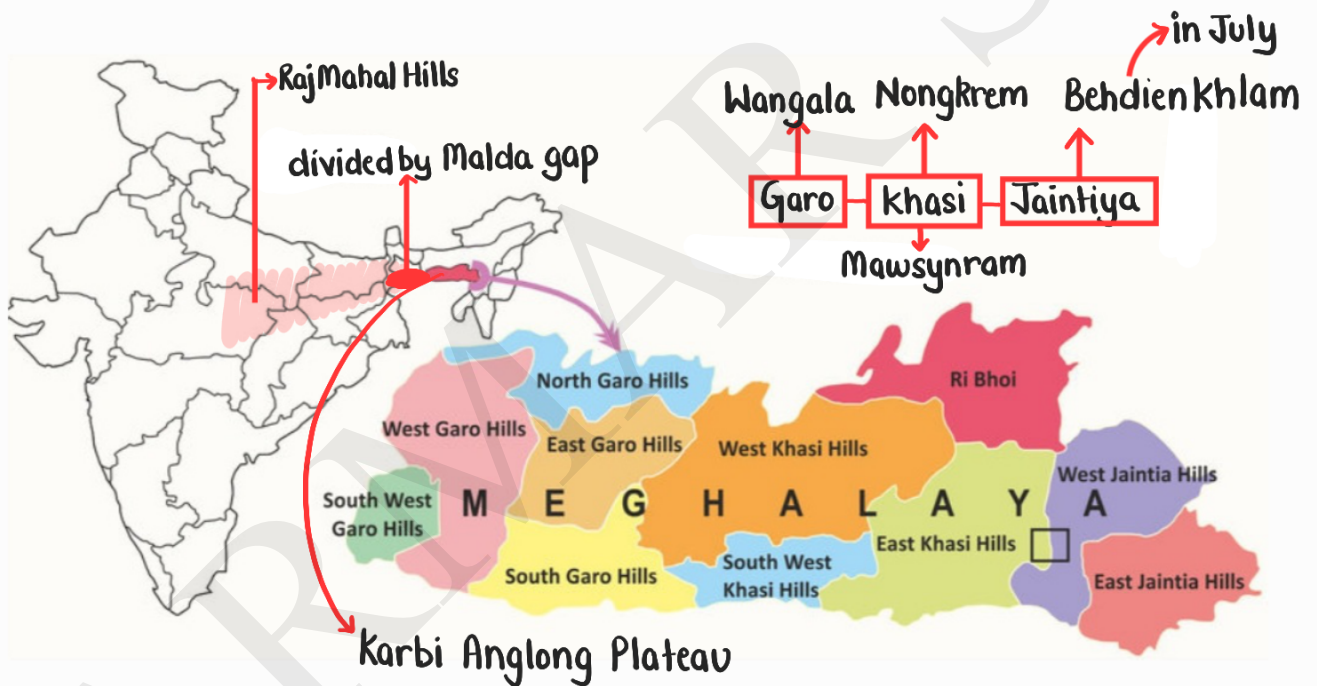 in July
RajMahal Hills
Wangala Nongkrem Behdienkhlam
divided by Malda gap
Garo Khasi Jaintiya
Mawsynram
Ri Bhoi
North Garo Hills
West Garo Hills
East Garo Hills
West Khasi Hills
West Jaintia Hills
South West
Garo Hills
M E G H A L A Y A
East Khasi Hills
South West
Khasi Hills
South Garo Hills
East Jaintia Hills
Karbi Anglong Plateau